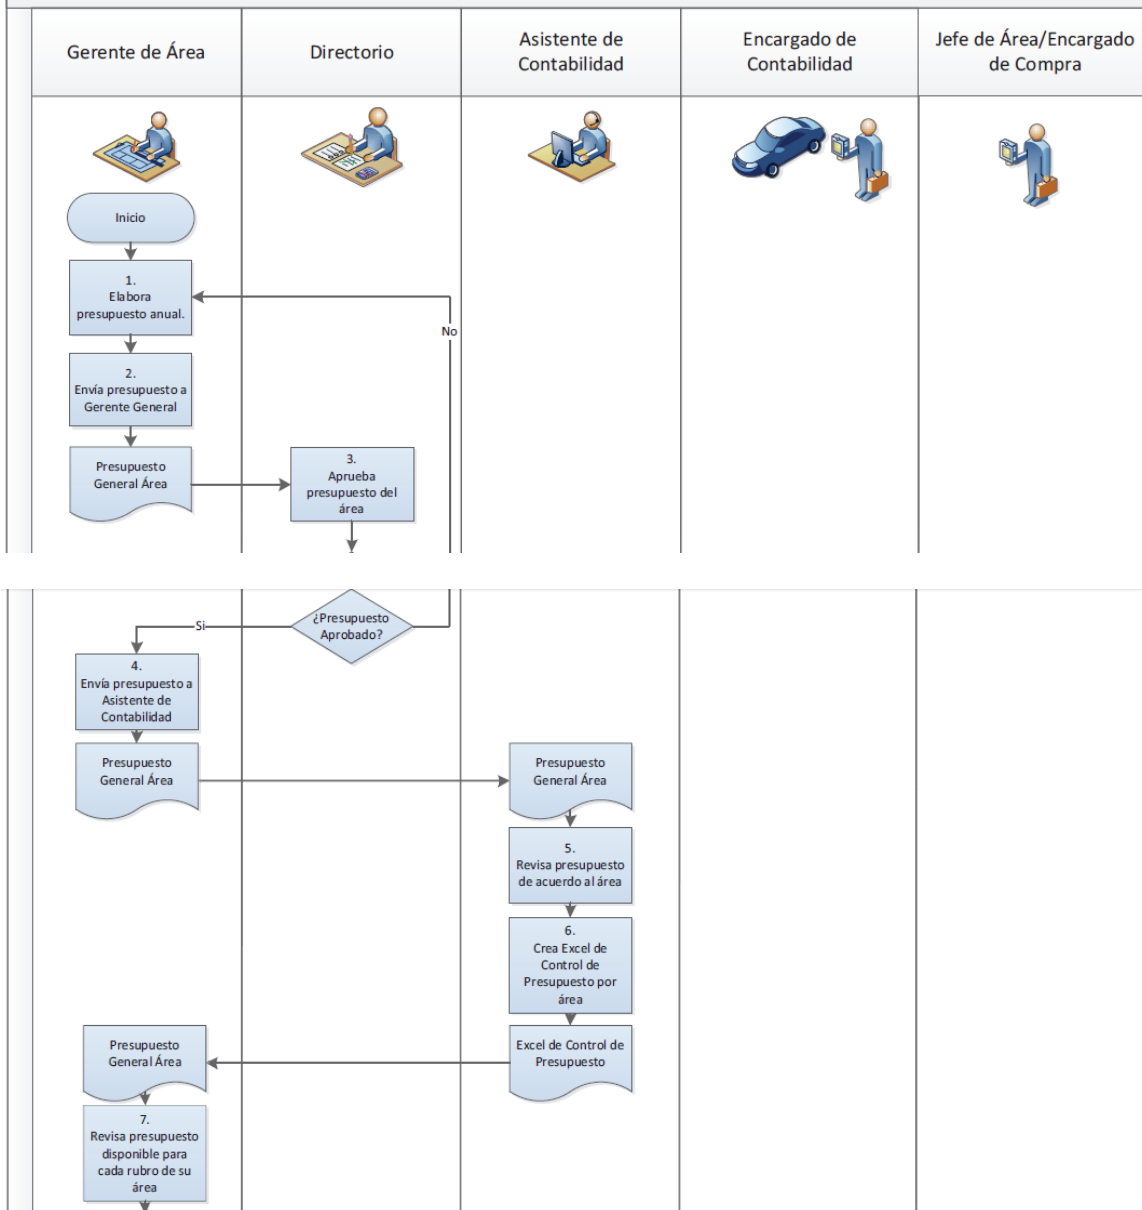 Gerente de Área
Directorio
Asistente de
Contabilidad
Encargado de
Contabilidad
Jefe de Área/Encargado
de Compra
Inicio
1.
Elabora
presupuesto anual.
No
2.
Envía presupuesto a
Gerente General
Presupuesto
General Área
3.
Aprueba
presupuesto del
área
¿Presupuesto
Aprobado?
Si
4.
Envía presupuesto a
Asistente de
Contabilidad
Presupuesto
General Área
Presupuesto
General Área
5.
Revisa presupuesto
de acuerdo al área
6.
Crea Excel de
Control de
Presupuesto por
área
Excel de Control de
Presupuesto
Presupuesto
General Área
7.
Revisa presupuesto
disponible para
cada rubro de su
área